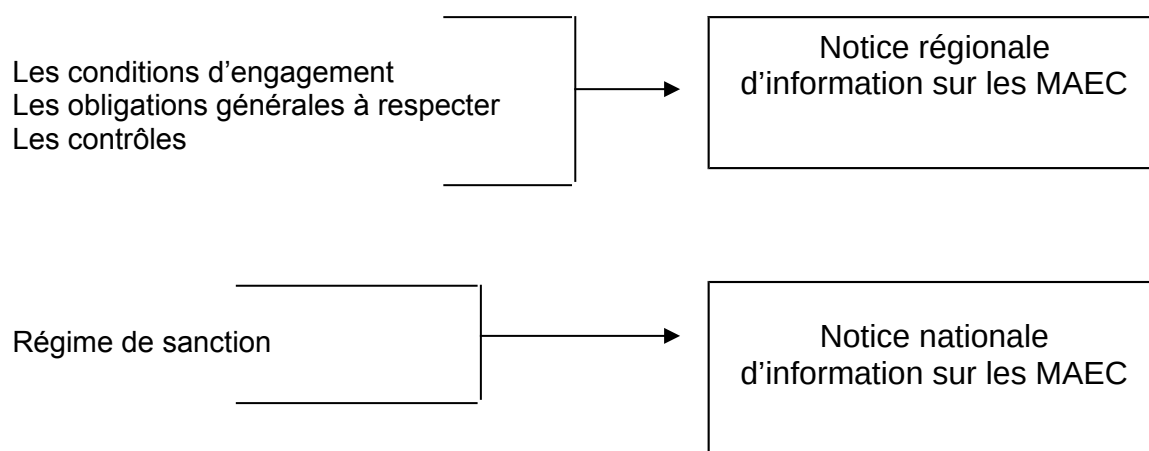 Les conditions d’engagement
Les obligations générales à respecter
Les contrôles
Notice régionale
d’information sur les MAEC
Régime de sanction
Notice nationale
d’information sur les MAEC